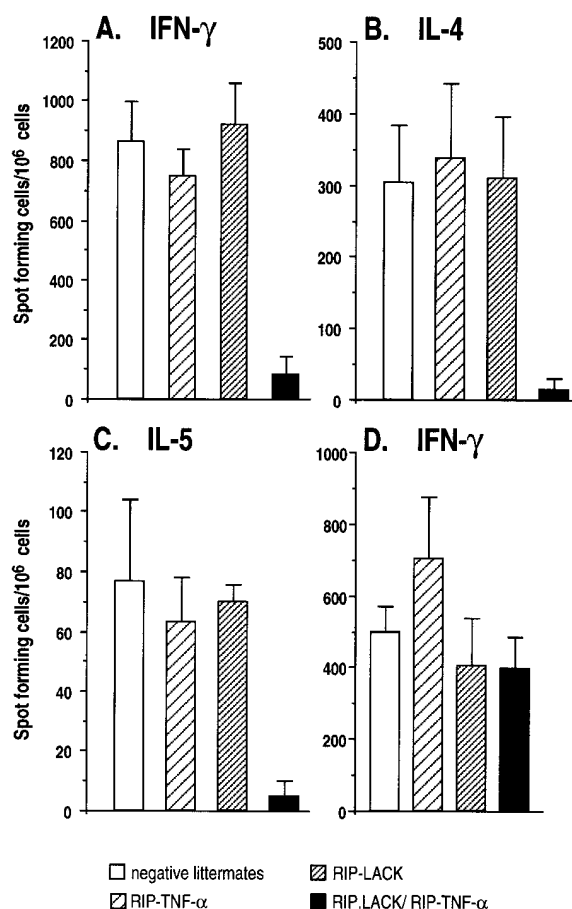 A. IFN-γ
B. IL-4
Spot forming cells/10⁶ cells
1200
1000
800
600
400
200
0
500
400
300
200
100
0
C. IL-5
D. IFN-γ
Spot forming cells/10⁶ cells
120
100
80
60
40
20
0
1000
800
600
400
200
0
negative littermates
RIP-LACK
RIP-TNF-α
RIP.LACK/ RIP-TNF-α